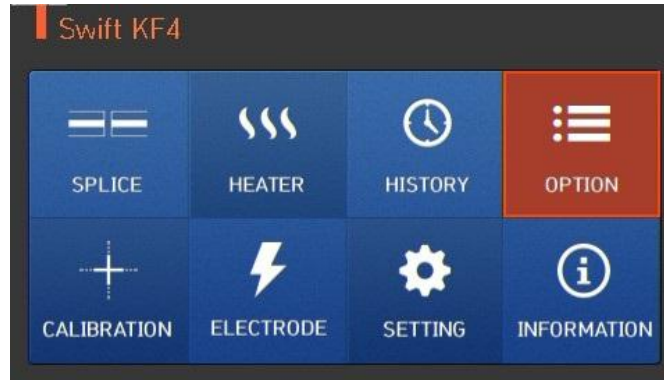 Swift KF4
SPLICE HEATER HISTORY OPTION
CALIBRATION ELECTRODE SETTING INFORMATION